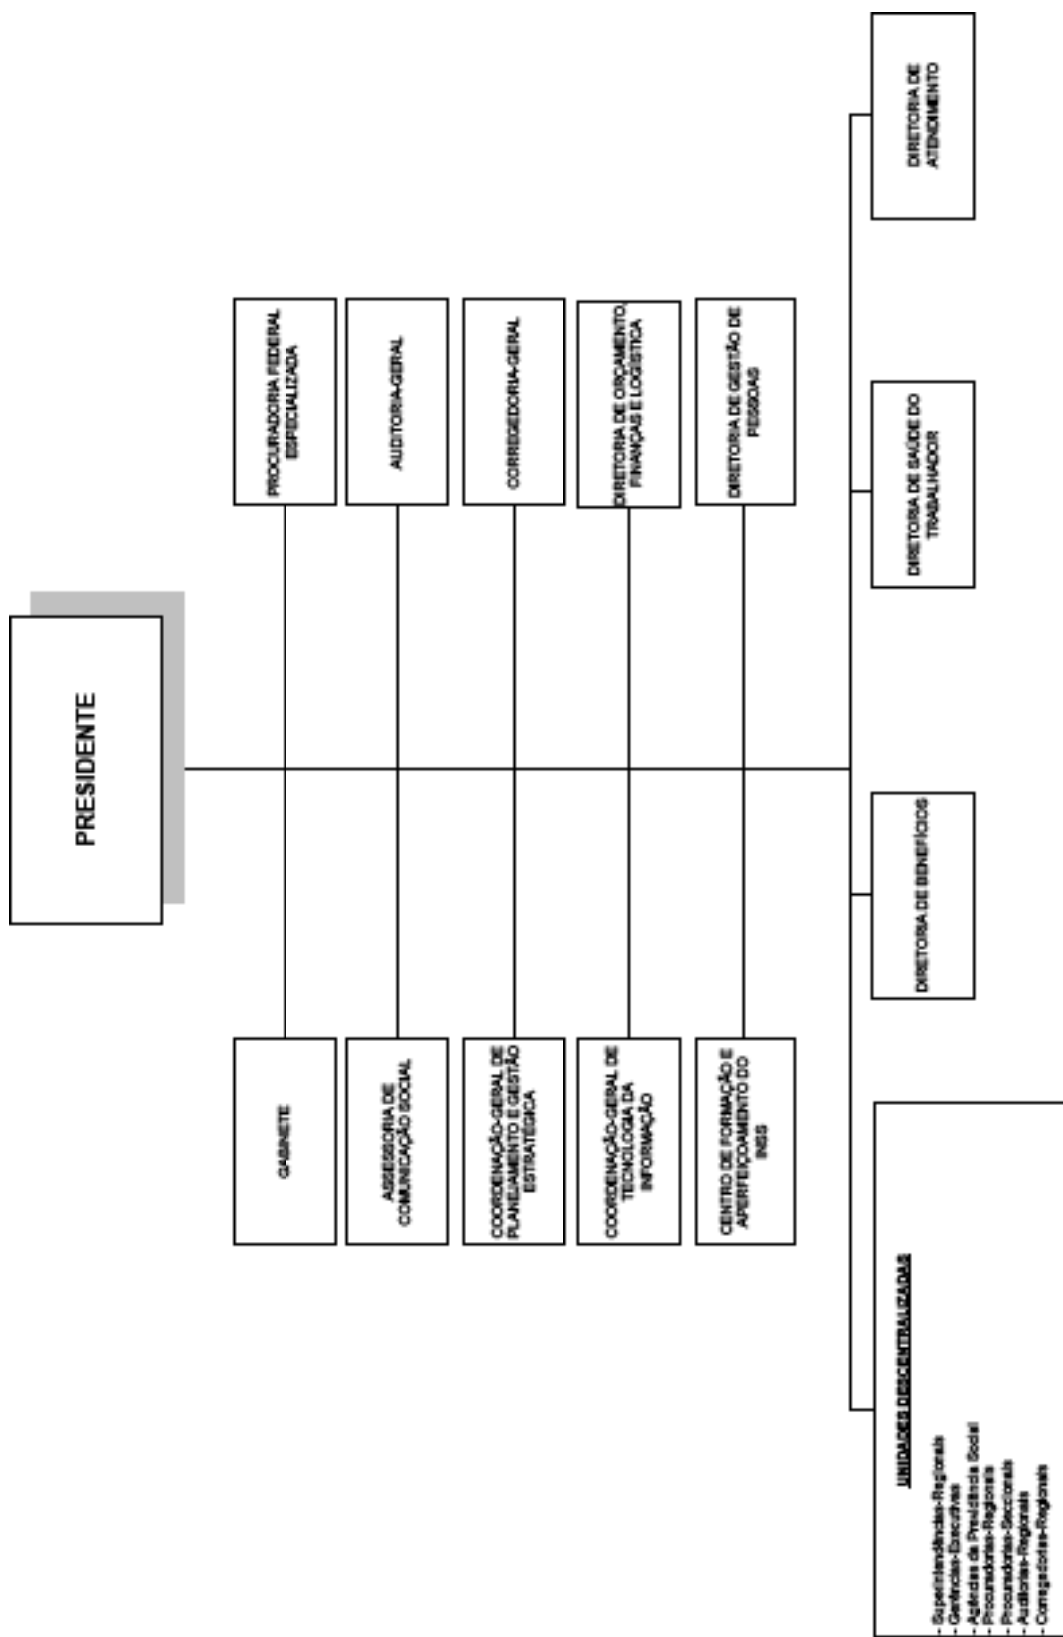 PRESIDENTE
GABINETE
PROCURADORIA FEDERAL
ESPECIALIZADA
ASSESSORIA DE
COMUNICAÇÃO SOCIAL
AUDITORIA-GERAL
COORDENAÇÃO-GERAL DE
PLANEJAMENTO E GESTÃO
ESTRATÉGICA
CORREGEDORIA-GERAL
COORDENAÇÃO-GERAL DE
TECNOLOGIA DA
INFORMAÇÃO
DIRETORIA DE ORÇAMENTO,
FINANÇAS E LOGÍSTICA
CENTRO DE FORMAÇÃO E
APERFEIÇOAMENTO DO
INSS
DIRETORIA DE GESTÃO DE
PESSOAS
UNIDADES DESCENTRALIZADAS
- Superintendências-Regionais
- Gerências-Executivas
- Agências da Previdência Social
- Procuradorias-Regionais
- Procuradorias-Seccionais
- Auditorias-Regionais
- Corregedorias-Regionais
DIRETORIA DE BENEFÍCIOS
DIRETORIA DE SAÚDE DO
TRABALHADOR
DIRETORIA DE
ATENDIMENTO